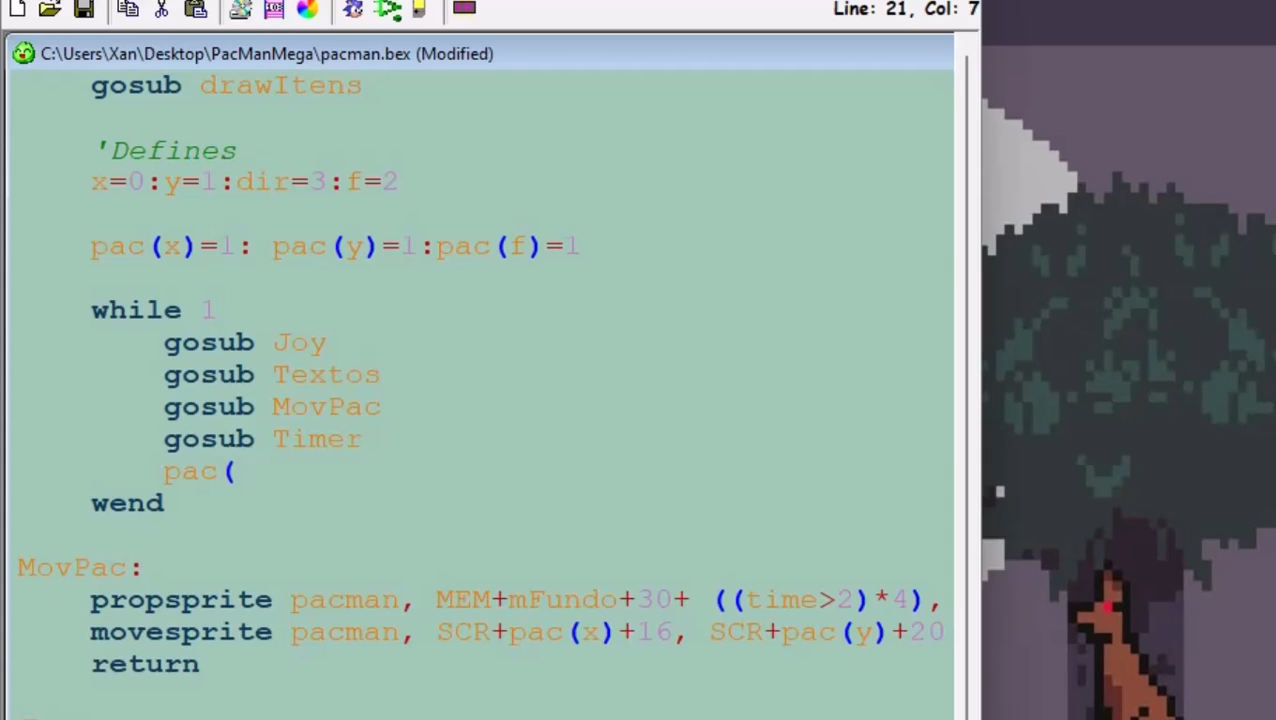 Line: 21, Col: 7
C:\Users\Xan\Desktop\PacManMega\pacman.bex (Modified)
gosub drawItens
'Defines
x=0:y=1:dir=3:f=2
pac(x)=1: pac(y)=1:pac(f)=1
while 1
gosub Joy
gosub Textos
gosub MovPac
gosub Timer
pac(
wend
MovPac:
propsprite pacman, MEM+mFundo+30+ ((time>2)*4),
movesprite pacman, SCR+pac(x)+16, SCR+pac(y)+20
return